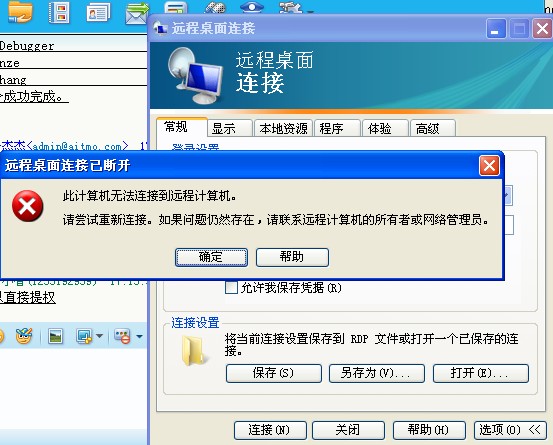 远程桌面连接
Debugger
nze
hang
成功完成。
杰杰<admin@aitmo.com>
远程桌面
连接
常规 显示 本地资源 程序 体验 高级
登录设置
远程桌面连接已断开
此计算机无法连接到远程计算机。
请尝试重新连接。如果问题仍然存在，请联系远程计算机的所有者或网络管理员。
确定 帮助
直接提权
允许我保存凭据(R)
连接设置
将当前连接设置保存到 RDP 文件或打开一个已保存的连
接。
保存(S) 另存为(V)... 打开(E)...
连接(N) 关闭 帮助(H) 选项(O) <<